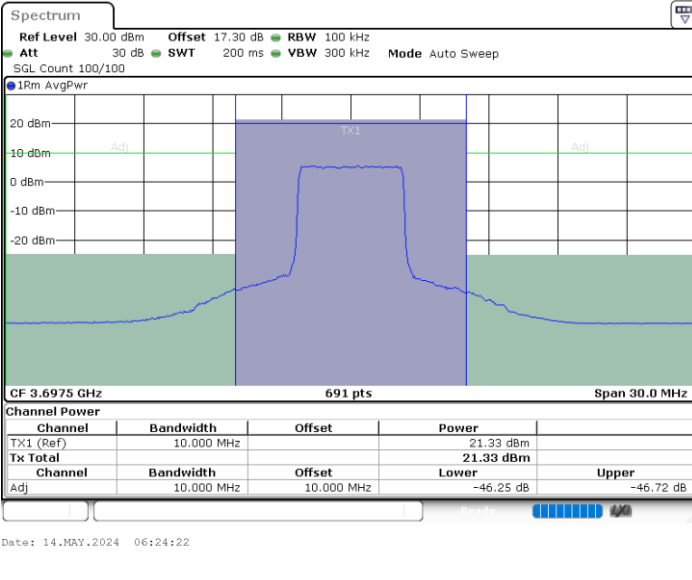 Spectrum
Ref Level 30.00 dBm Offset 17.30 dB RBW 100 kHz
Att 30 dB SWT 200 ms VBW 300 kHz Mode Auto Sweep
SGL Count 100/100
1Rm AvgPwr
20 dBm
TX1
Adj Adj
10 dBm
0 dBm
-10 dBm
-20 dBm
CF 3.6975 GHz 691 pts Span 30.0 MHz
Channel Power
Channel Bandwidth Offset Power
TX1 (Ref) 10.000 MHz 21.33 dBm
Tx Total 21.33 dBm
Channel Bandwidth Offset Lower Upper
Adj 10.000 MHz 10.000 MHz -46.25 dB -46.72 dB
Ready
Date: 14.MAY.2024 06:24:22